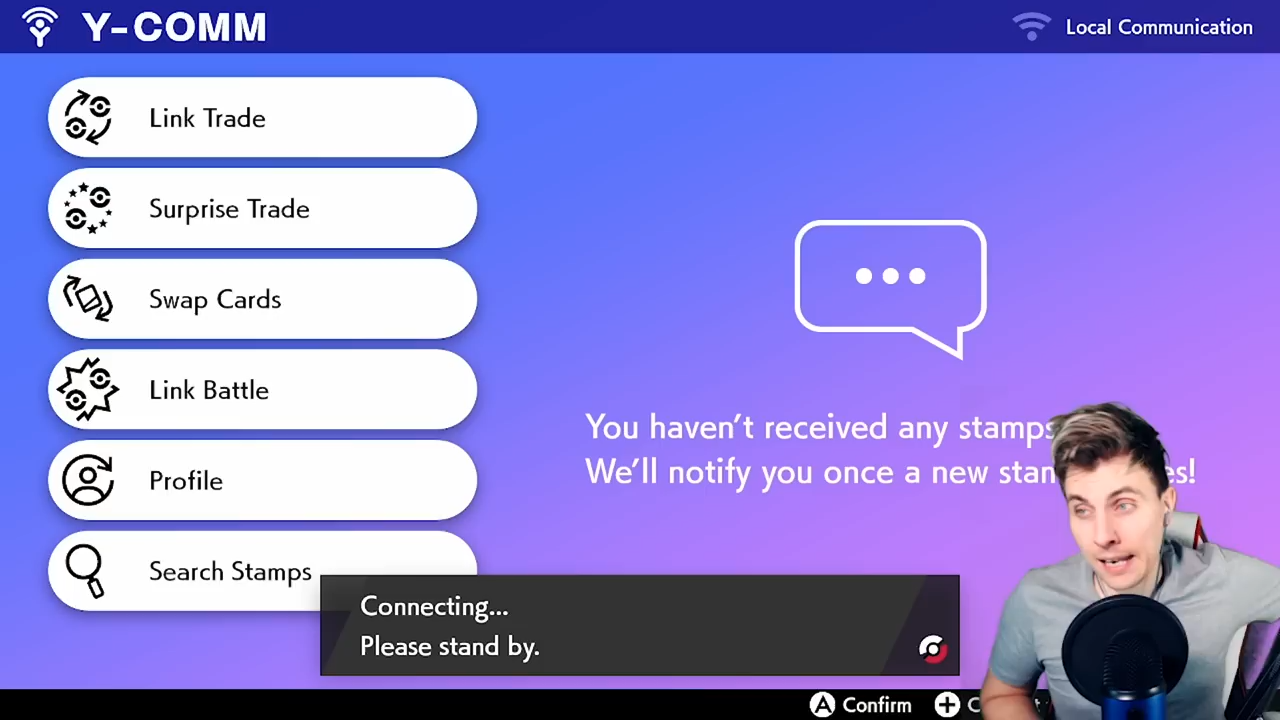 Y-COMM
Local Communication
Link Trade
Surprise Trade
Swap Cards
Link Battle
Profile
Search Stamps
You haven't received any stamps
We'll notify you once a new es!
Connecting...
Please stand by.
A Confirm